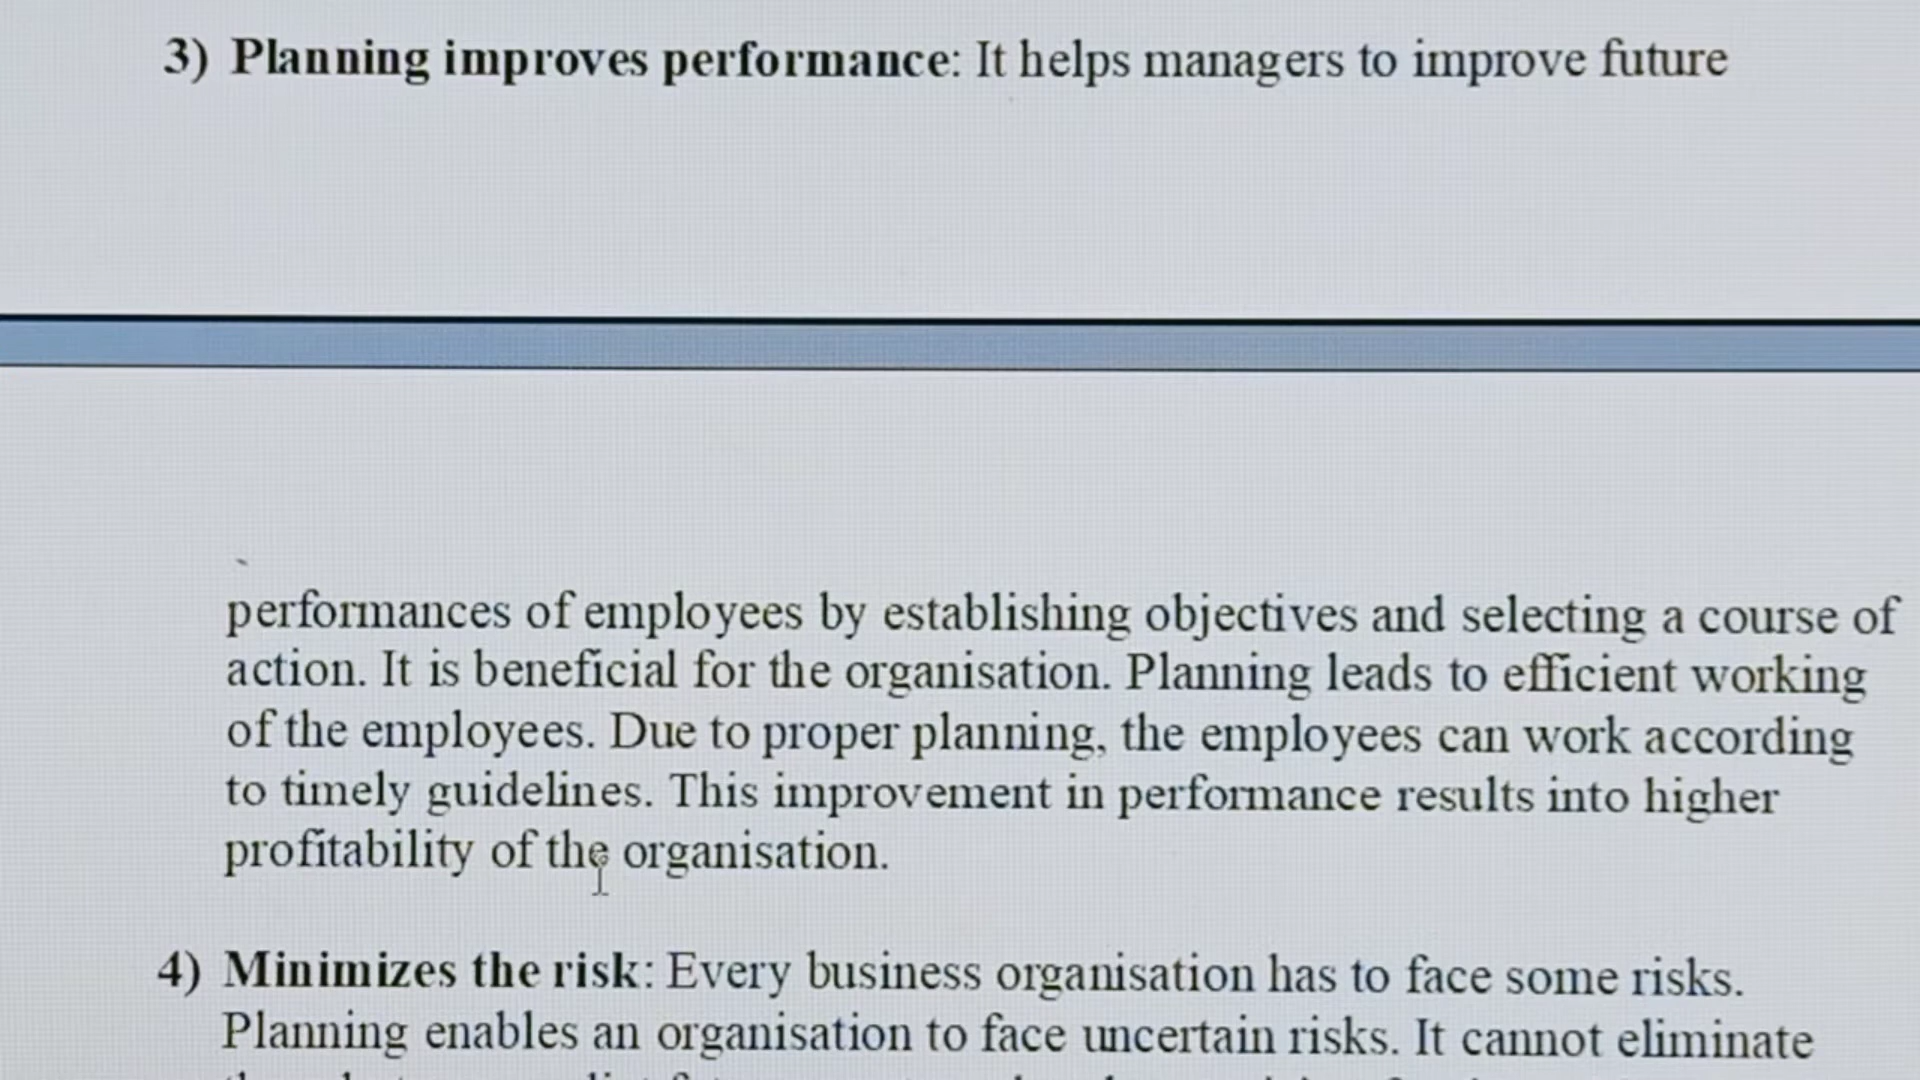 3) Planning improves performance: It helps managers to improve future
performances of employees by establishing objectives and selecting a course of
action. It is beneficial for the organisation. Planning leads to efficient working
of the employees. Due to proper planning, the employees can work according
to timely guidelines. This improvement in performance results into higher
profitability of the organisation.
4) Minimizes the risk: Every business organisation has to face some risks.
Planning enables an organisation to face uncertain risks. It cannot eliminate